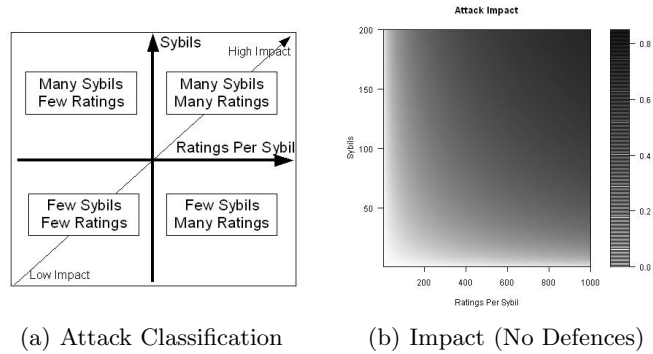 Sybils
High Impact
Many Sybils
Few Ratings
Many Sybils
Many Ratings
Ratings Per Sybil
Few Sybils
Few Ratings
Few Sybils
Many Ratings
Low Impact
(a) Attack Classification
Attack Impact
200
150
100
50
Sybils
200
400
600
800
1000
Ratings Per Sybil
0.8
0.6
0.4
0.2
0.0
(b) Impact (No Defences)